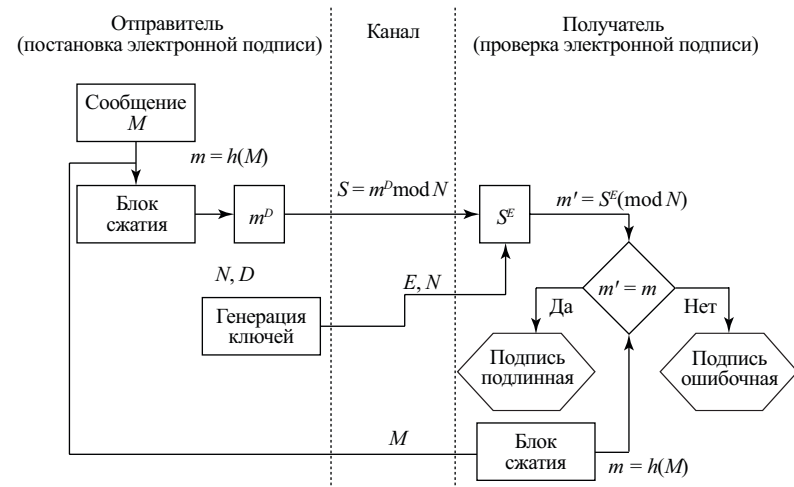 Отправитель
(постановка электронной подписи)
Канал
Получатель
(проверка электронной подписи)
Сообщение
M
m = h(M)
Блок
сжатия
m^D
S = m^D mod N
S^E
m' = S^E (mod N)
N, D
E, N
Генерация
ключей
m' = m
Да
Нет
Подпись
подлинная
Подпись
ошибочная
M
Блок
сжатия
m = h(M)